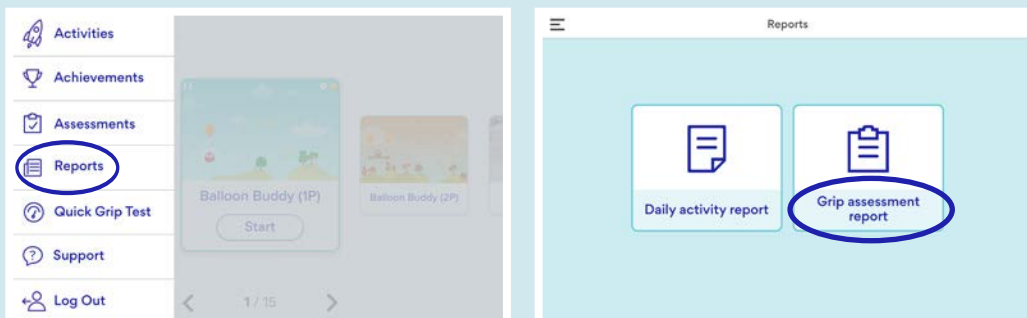 Activities
Achievements
Assessments
Reports
Quick Grip Test
Support
Log Out
Balloon Buddy (1P)
Start
Balloon Buddy (2P)
1 / 15
Reports
Daily activity report
Grip assessment
report